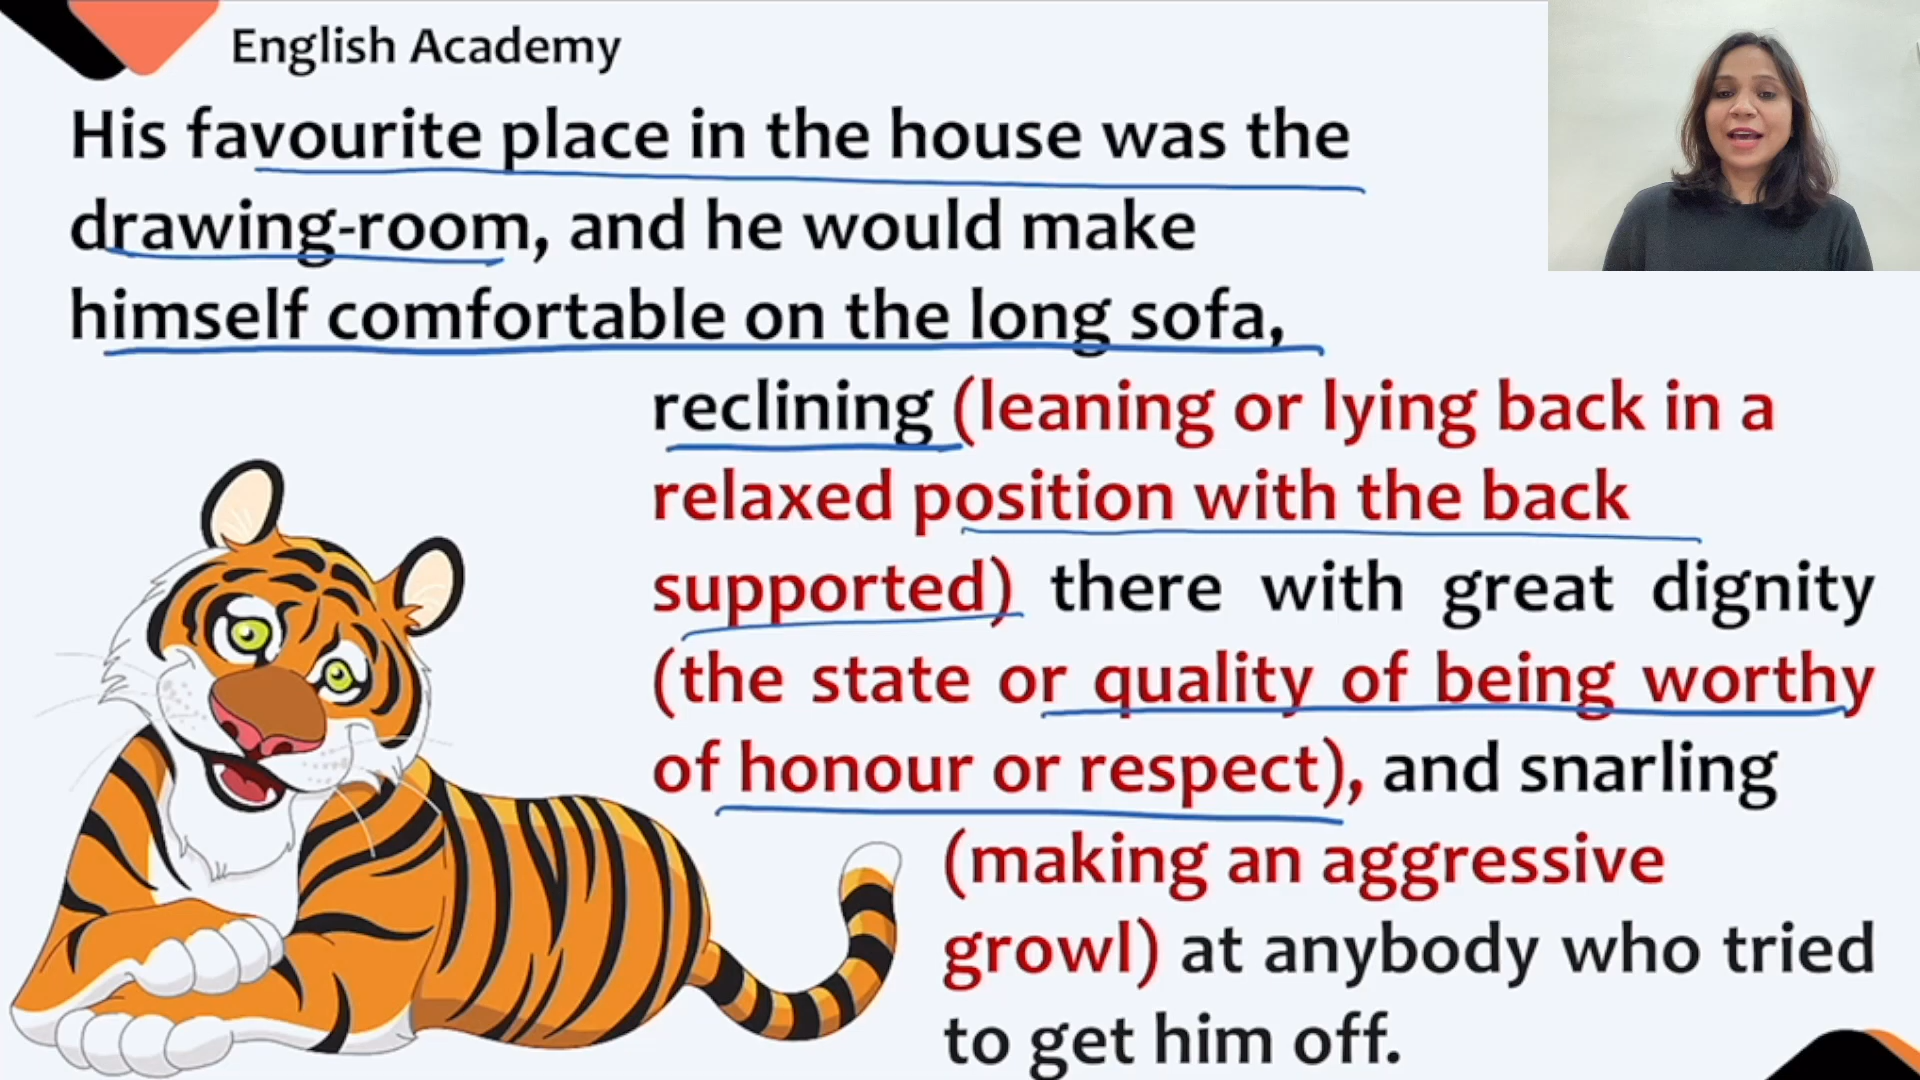 English Academy
His favourite place in the house was the
drawing-room, and he would make
himself comfortable on the long sofa,
reclining (leaning or lying back in a
relaxed position with the back
supported) there with great dignity
(the state or quality of being worthy
of honour or respect), and snarling
(making an aggressive
growl) at anybody who tried
to get him off.